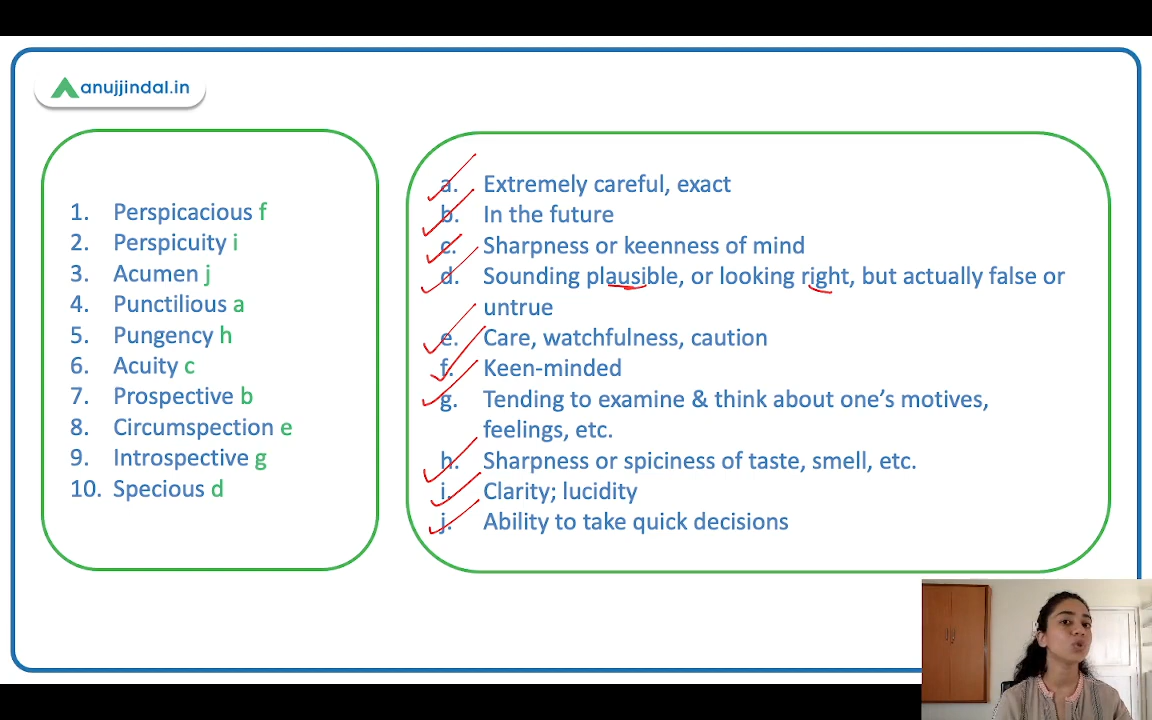 anujjindal.in
1. Perspicacious f
2. Perspicuity i
3. Acumen j
4. Punctilious a
5. Pungency h
6. Acuity c
7. Prospective b
8. Circumspection e
9. Introspective g
10. Specious d
a. Extremely careful, exact
b. In the future
c. Sharpness or keenness of mind
d. Sounding plausible, or looking right, but actually false or
untrue
e. Care, watchfulness, caution
f. Keen-minded
g. Tending to examine & think about one’s motives,
feelings, etc.
h. Sharpness or spiciness of taste, smell, etc.
i. Clarity; lucidity
j. Ability to take quick decisions